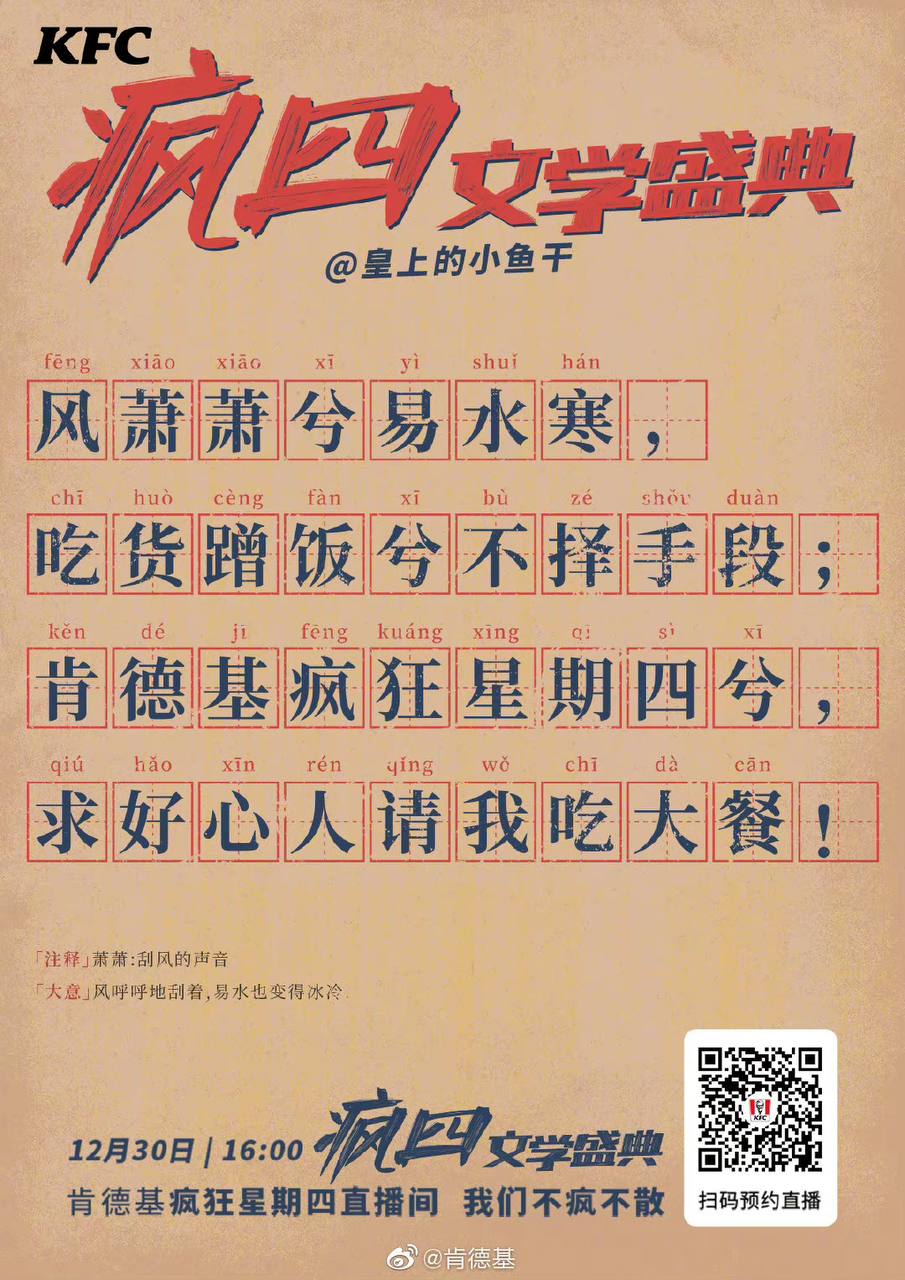 KFC
疯四文学盛典
@皇上的小鱼干
fēng xiāo xiāo xī yì shuǐ hán
风萧萧兮易水寒，
chī huò cèng fàn xī bù zé shǒu duàn
吃货蹭饭兮不择手段；
kěn dé jī fēng kuáng xīng qī sì xī
肯德基疯狂星期四兮，
qiú hǎo xīn rén qíng wǒ chī dà cān
求好心人请我吃大餐！
「注释」萧萧:刮风的声音
「大意」风呼呼地刮着,易水也变得冰冷.
12月30日 | 16:00 疯四文学盛典
肯德基疯狂星期四直播间 我们不疯不散
KFC
扫码预约直播
@肯德基